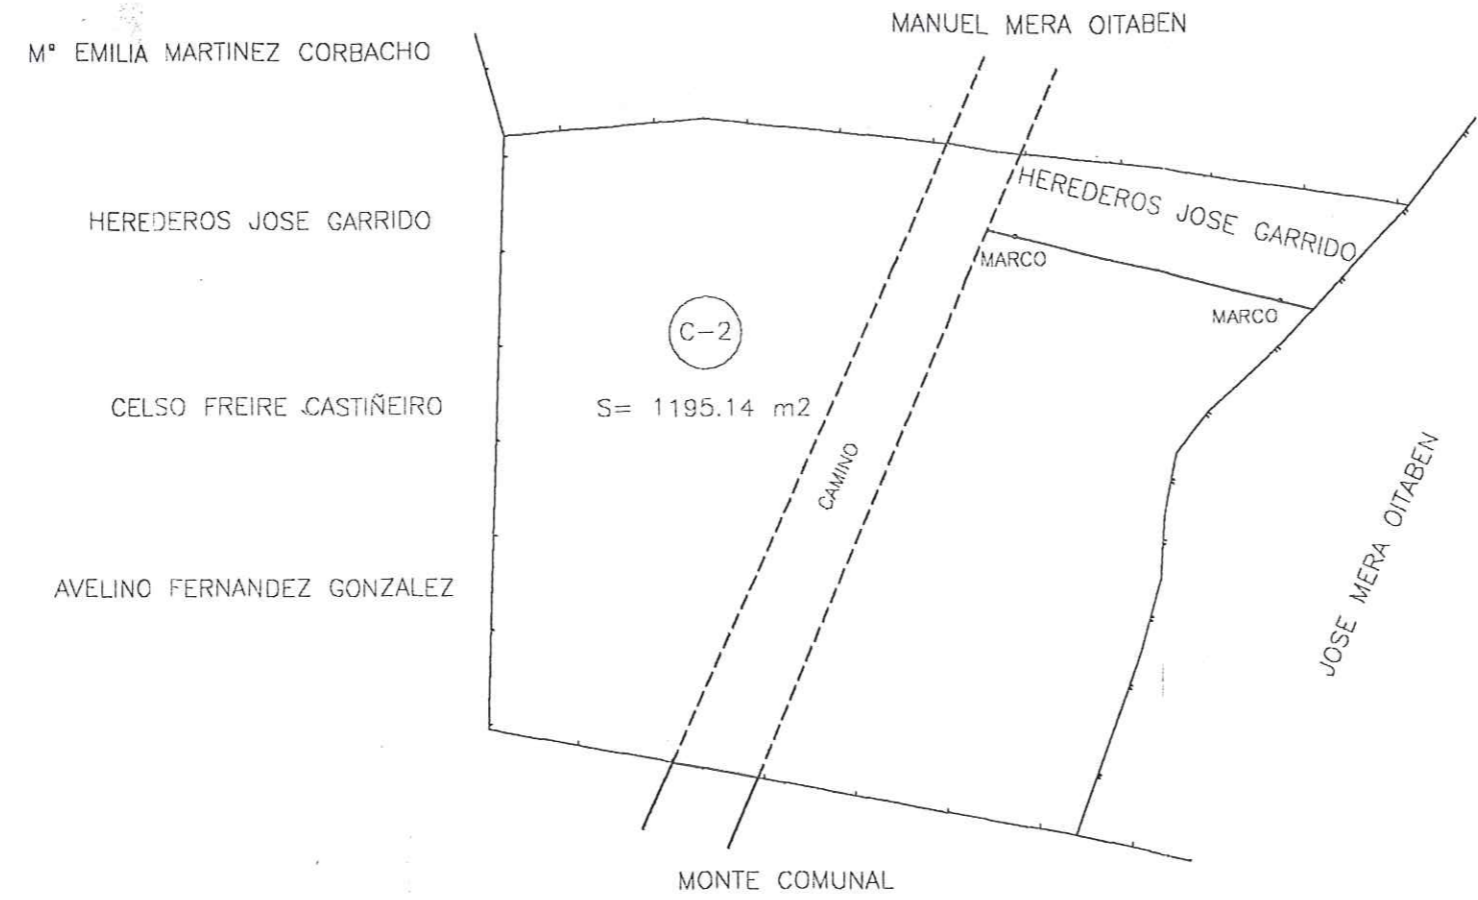 MANUEL MERA OITABEN
Mª EMILIA MARTINEZ CORBACHO
HEREDEROS JOSE GARRIDO
HEREDEROS JOSE GARRIDO
MARCO
MARCO
C-2
S= 1195.14 m2
CELSO FREIRE CASTIÑEIRO
CAMINO
JOSE MERA OITABEN
AVELINO FERNANDEZ GONZALEZ
MONTE COMUNAL